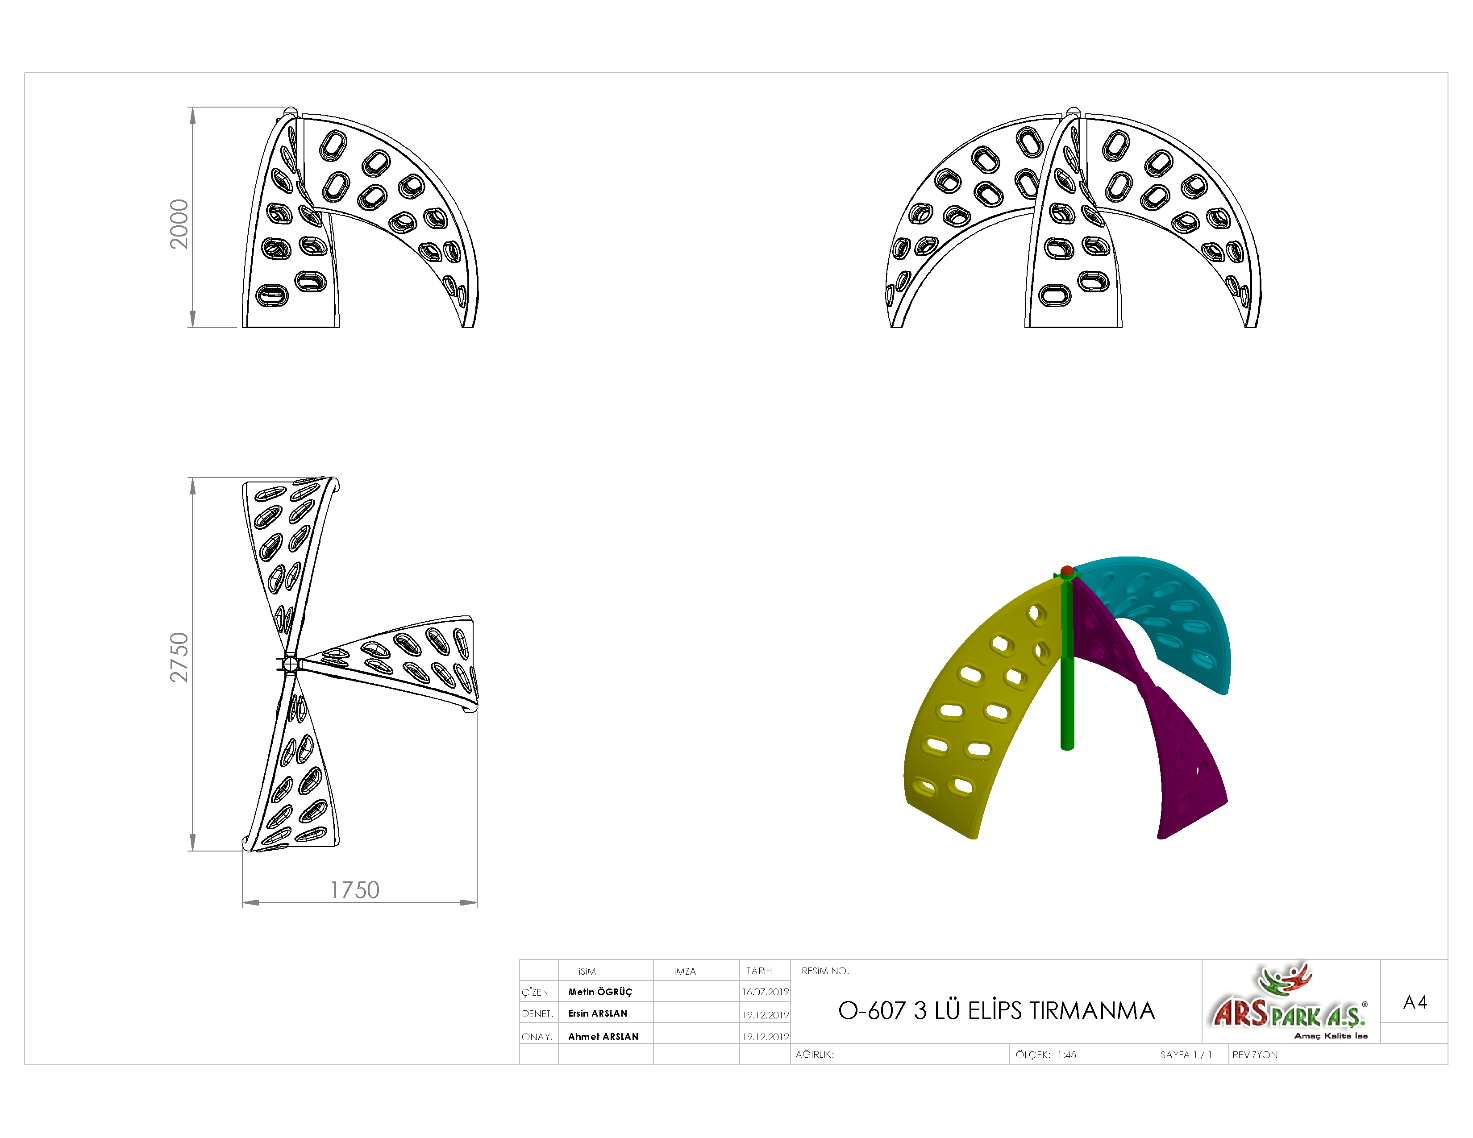 2000
2750
1750
İSİM
İMZA
TARİH
RESİM NO.
ÇİZEN
Metin ÖGRÜÇ
16.07.2019
DENET.
Ersin ARSLAN
19.12.2019
ONAY.
Ahmet ARSLAN
19.12.2019
O-607 3 LÜ ELİPS TIRMANMA
ARS PARK A.Ş.®
Amaç Kalite İse
A4
AĞIRLIK:
ÖLÇEK: 1:45
SAYFA 1 / 1
REVİZYON